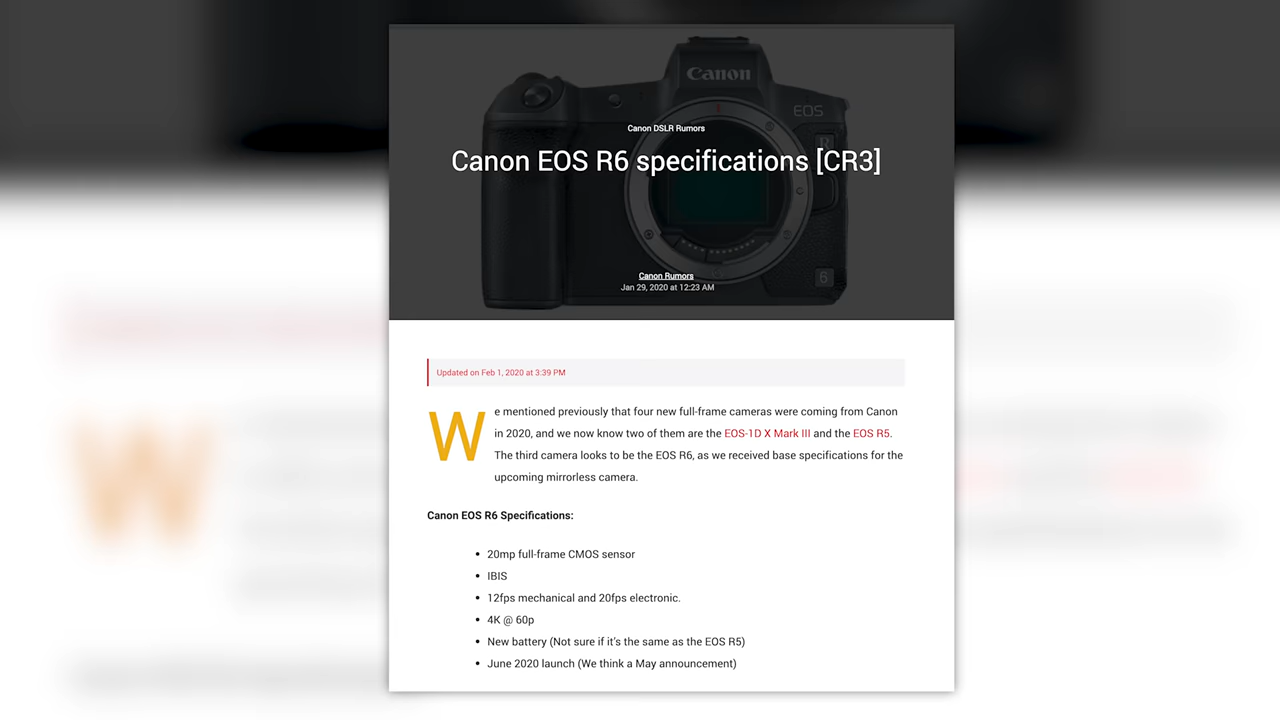 Canon
EOS
R
Canon DSLR Rumors
Canon EOS R6 specifications [CR3]
Canon Rumors
Jan 29, 2020 at 12:23 AM
6
Updated on Feb 1, 2020 at 3:39 PM
We mentioned previously that four new full-frame cameras were coming from Canon
in 2020, and we now know two of them are the EOS-1D X Mark III and the EOS R5.
The third camera looks to be the EOS R6, as we received base specifications for the
upcoming mirrorless camera.
Canon EOS R6 Specifications:
• 20mp full-frame CMOS sensor
• IBIS
• 12fps mechanical and 20fps electronic.
• 4K @ 60p
• New battery (Not sure if it's the same as the EOS R5)
• June 2020 launch (We think a May announcement)